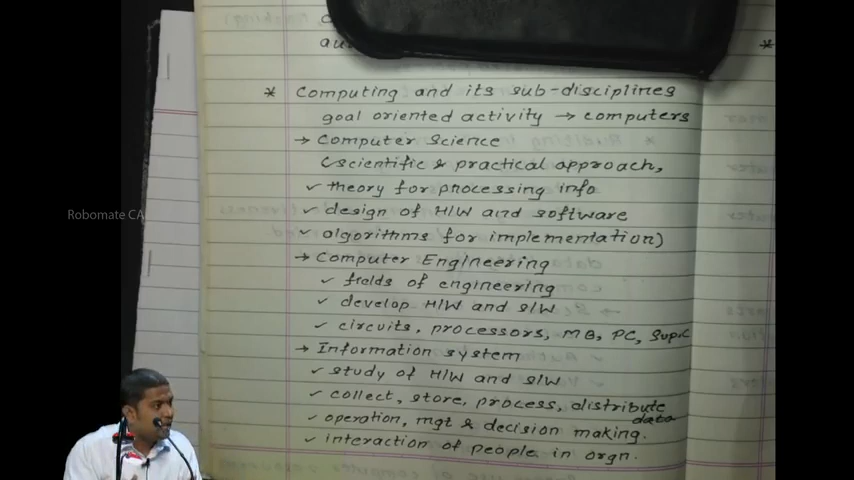 au
* Computing and its sub-disciplines
goal oriented activity → computers
→ Computer Science
(scientific & practical approach,
✓ theory for processing info
✓ design of H/W and software
✓ algorithms for implementation)
→ Computer Engineering
✓ fields of engineering
✓ develop H/W and S/W
✓ circuits, processors, MB, PC, SupC
→ Information system
✓ study of H/W and S/W
✓ collect, store, process, distribute
data
✓ operation, mgt & decision making.
✓ interaction of people in orgn.
Robomate CA